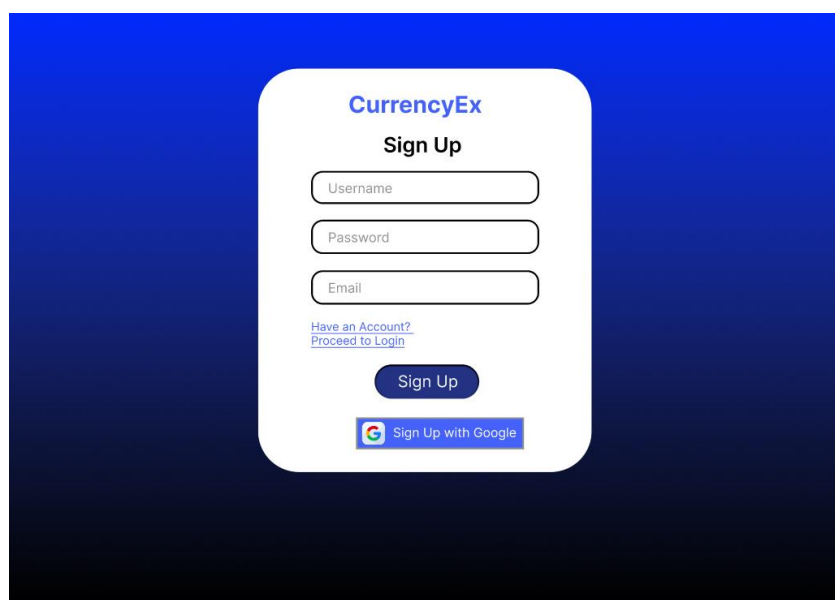 CurrencyEx
Sign Up
Username
Password
Email
Have an Account?
Proceed to Login
Sign Up
Sign Up with Google